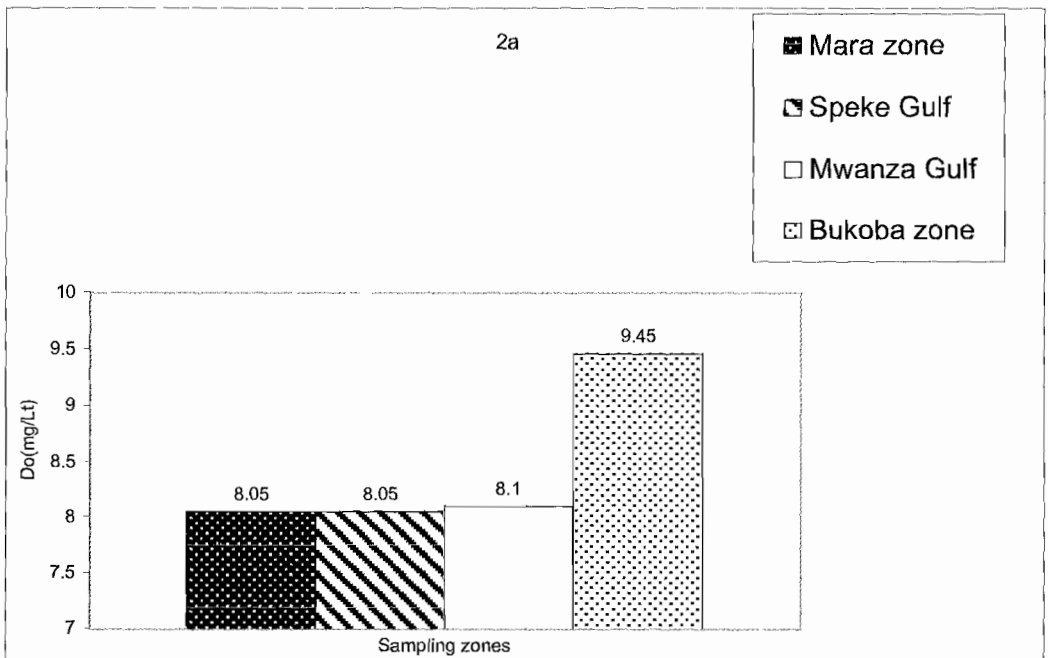 2a
Mara zone
Speke Gulf
Mwanza Gulf
Bukoba zone
10
9.5
9
8.5
8
7.5
7
Do(mg/Lt)
8.05
8.05
8.1
9.45
Sampling zones